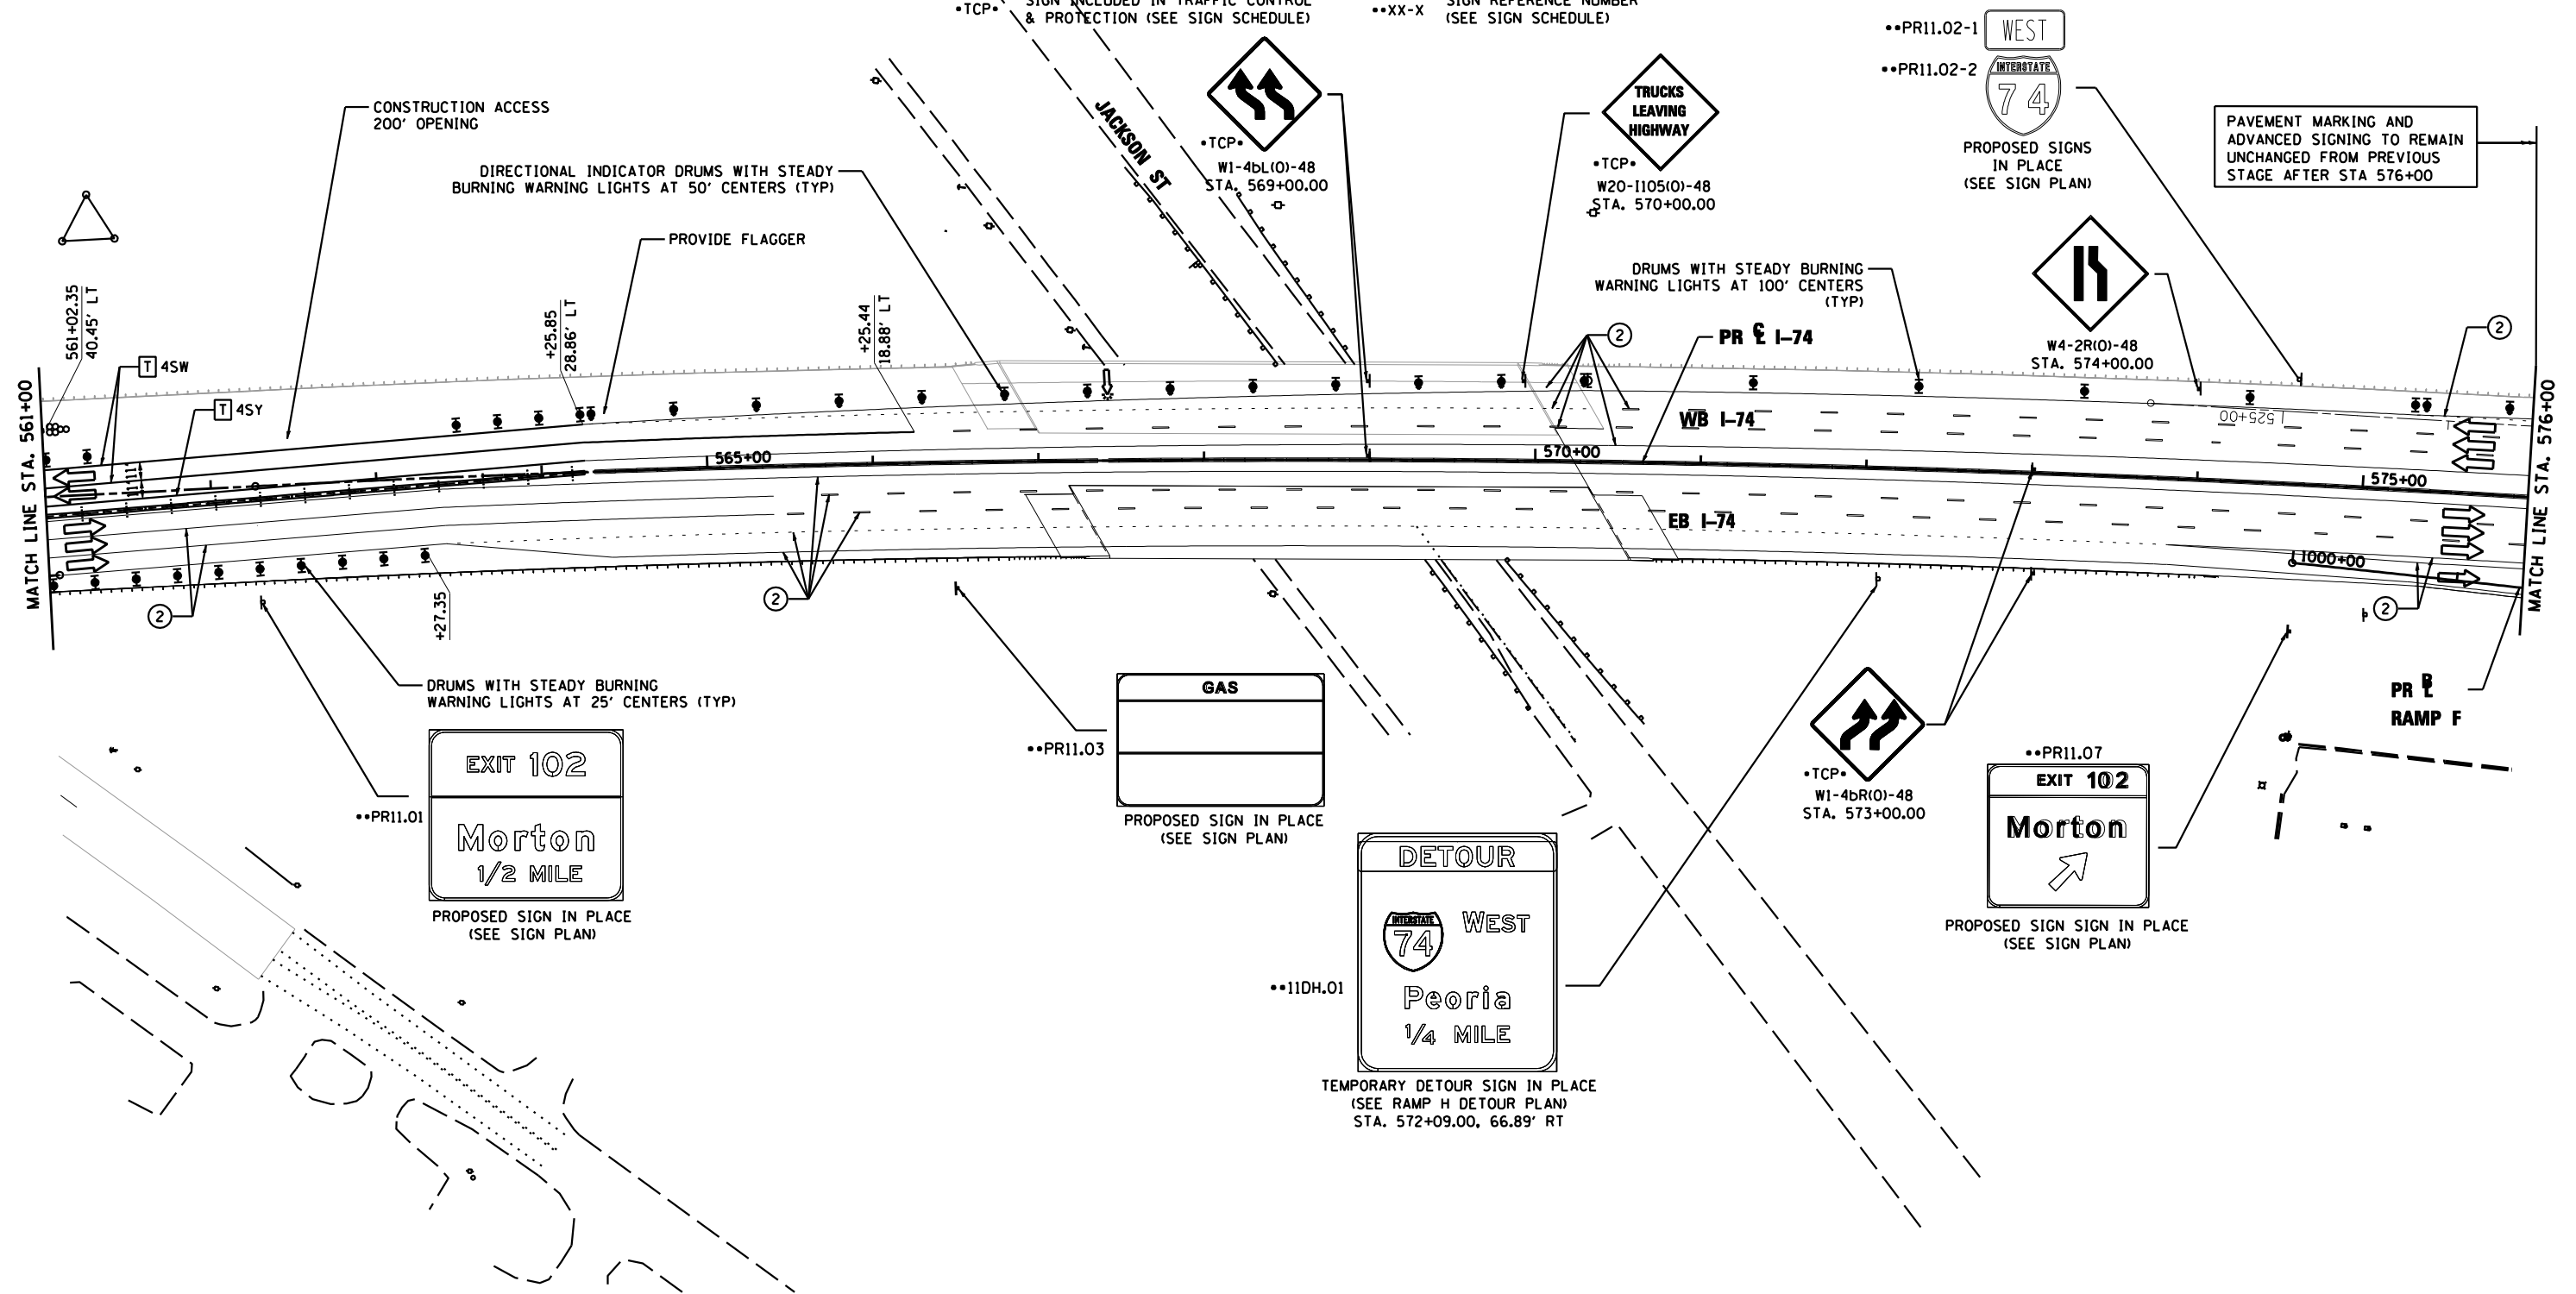 •TCP• SIGN INCLUDED IN TRAFFIC CONTROL
& PROTECTION (SEE SIGN SCHEDULE)
••XX-X SIGN REFERENCE NUMBER
(SEE SIGN SCHEDULE)
CONSTRUCTION ACCESS
200' OPENING
DIRECTIONAL INDICATOR DRUMS WITH STEADY
BURNING WARNING LIGHTS AT 50' CENTERS (TYP)
PROVIDE FLAGGER
JACKSON ST
•TCP•
W1-4bL(O)-48
STA. 569+00.00
TRUCKS
LEAVING
HIGHWAY
•TCP•
W20-I105(O)-48
STA. 570+00.00
••PR11.02-1
WEST
••PR11.02-2
INTERSTATE
74
PROPOSED SIGNS
IN PLACE
(SEE SIGN PLAN)
PAVEMENT MARKING AND
ADVANCED SIGNING TO REMAIN
UNCHANGED FROM PREVIOUS
STAGE AFTER STA 576+00
DRUMS WITH STEADY BURNING
WARNING LIGHTS AT 100' CENTERS
(TYP)
W4-2R(O)-48
STA. 574+00.00
561+02.35
40.45' LT
+25.85
28.86' LT
+25.44
18.88' LT
T 4SW
T 4SY
2
PR ℄ I-74
2
MATCH LINE STA. 561+00
11'
11'
565+00
570+00
575+00
WB I-74
EB I-74
525+00
1000+00
MATCH LINE STA. 576+00
2
2
2
+27.35
DRUMS WITH STEADY BURNING
WARNING LIGHTS AT 25' CENTERS (TYP)
••PR11.01
EXIT 102
Morton
1/2 MILE
PROPOSED SIGN IN PLACE
(SEE SIGN PLAN)
••PR11.03
GAS
PROPOSED SIGN IN PLACE
(SEE SIGN PLAN)
••11DH.01
DETOUR
INTERSTATE
74
WEST
Peoria
1/4 MILE
TEMPORARY DETOUR SIGN IN PLACE
(SEE RAMP H DETOUR PLAN)
STA. 572+09.00, 66.89' RT
•TCP•
W1-4bR(O)-48
STA. 573+00.00
••PR11.07
EXIT 102
Morton
PROPOSED SIGN SIGN IN PLACE
(SEE SIGN PLAN)
PR BL
RAMP F